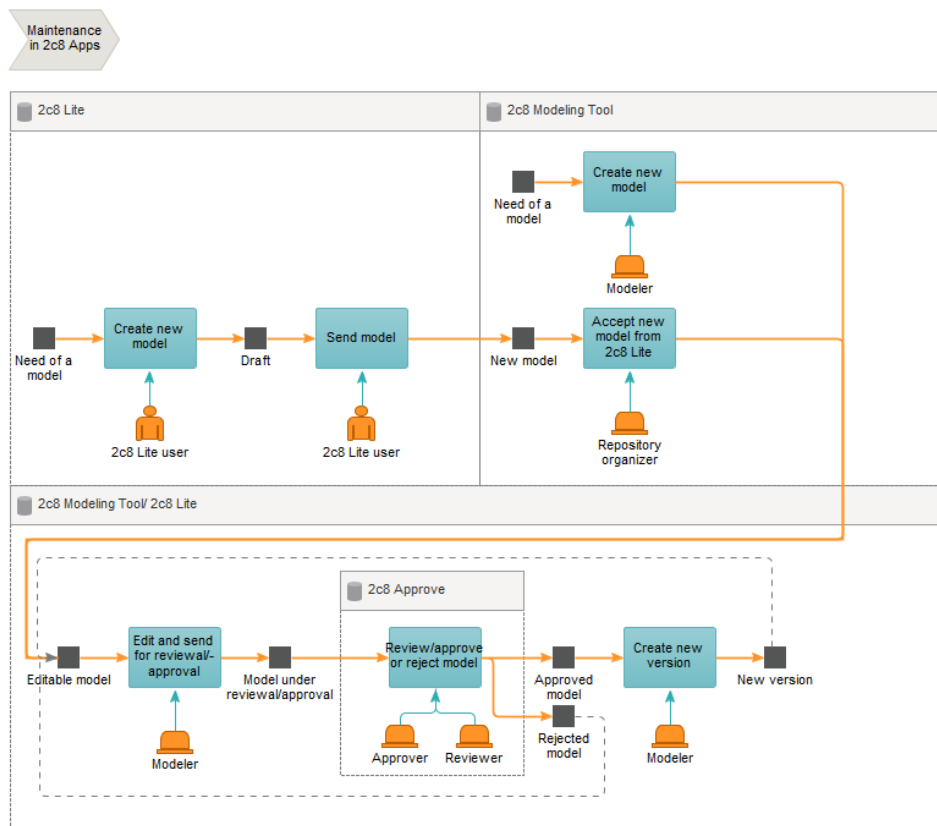 Maintenance
in 2c8 Apps
2c8 Lite
2c8 Modeling Tool
Create new
model
Need of a
model
Modeler
Create new
model
Send model
Accept new
model from
2c8 Lite
Need of a
model
Draft
New model
2c8 Lite user
2c8 Lite user
Repository
organizer
2c8 Modeling Tool/ 2c8 Lite
2c8 Approve
Edit and send
for reviewal/-
approval
Review/approve
or reject model
Create new
version
Editable model
Model under
reviewal/approval
Approved
model
New version
Rejected
model
Modeler
Approver
Reviewer
Modeler